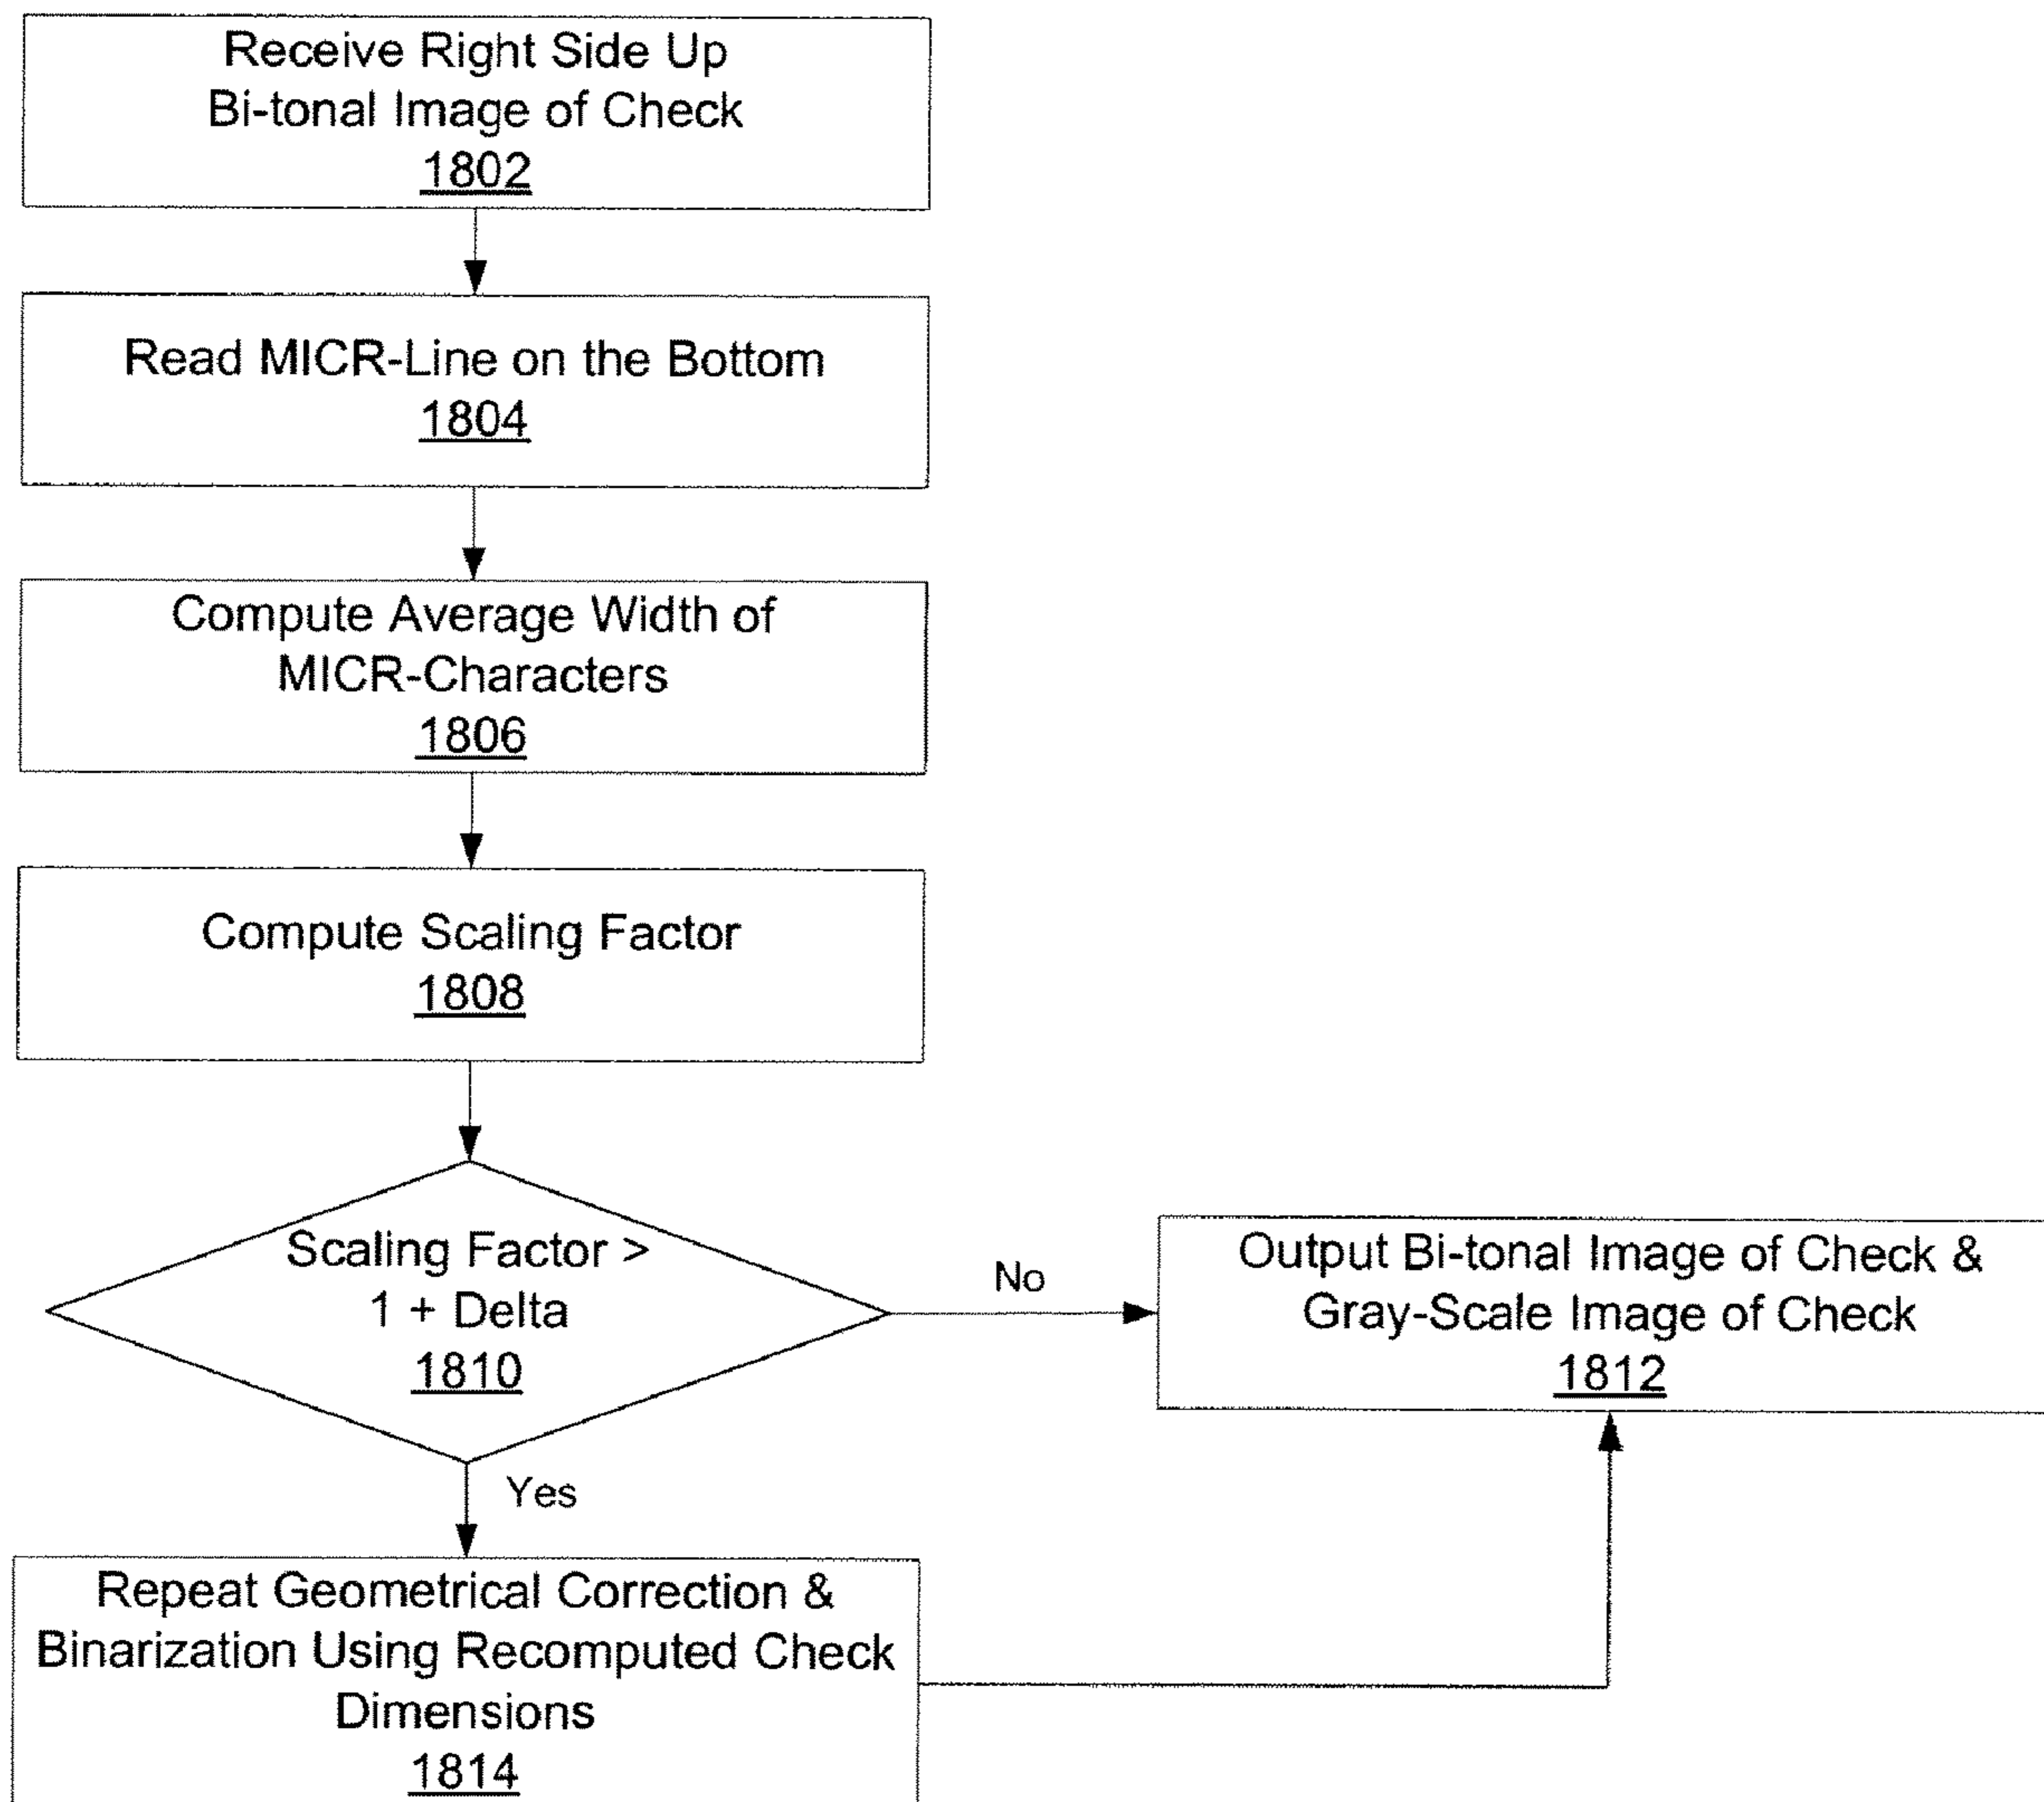 Receive Right Side Up
Bi-tonal Image of Check
1802
Read MICR-Line on the Bottom
1804
Compute Average Width of
MICR-Characters
1806
Compute Scaling Factor
1808
Scaling Factor >
1 + Delta
1810
No
Output Bi-tonal Image of Check &
Gray-Scale Image of Check
1812
Yes
Repeat Geometrical Correction &
Binarization Using Recomputed Check
Dimensions
1814